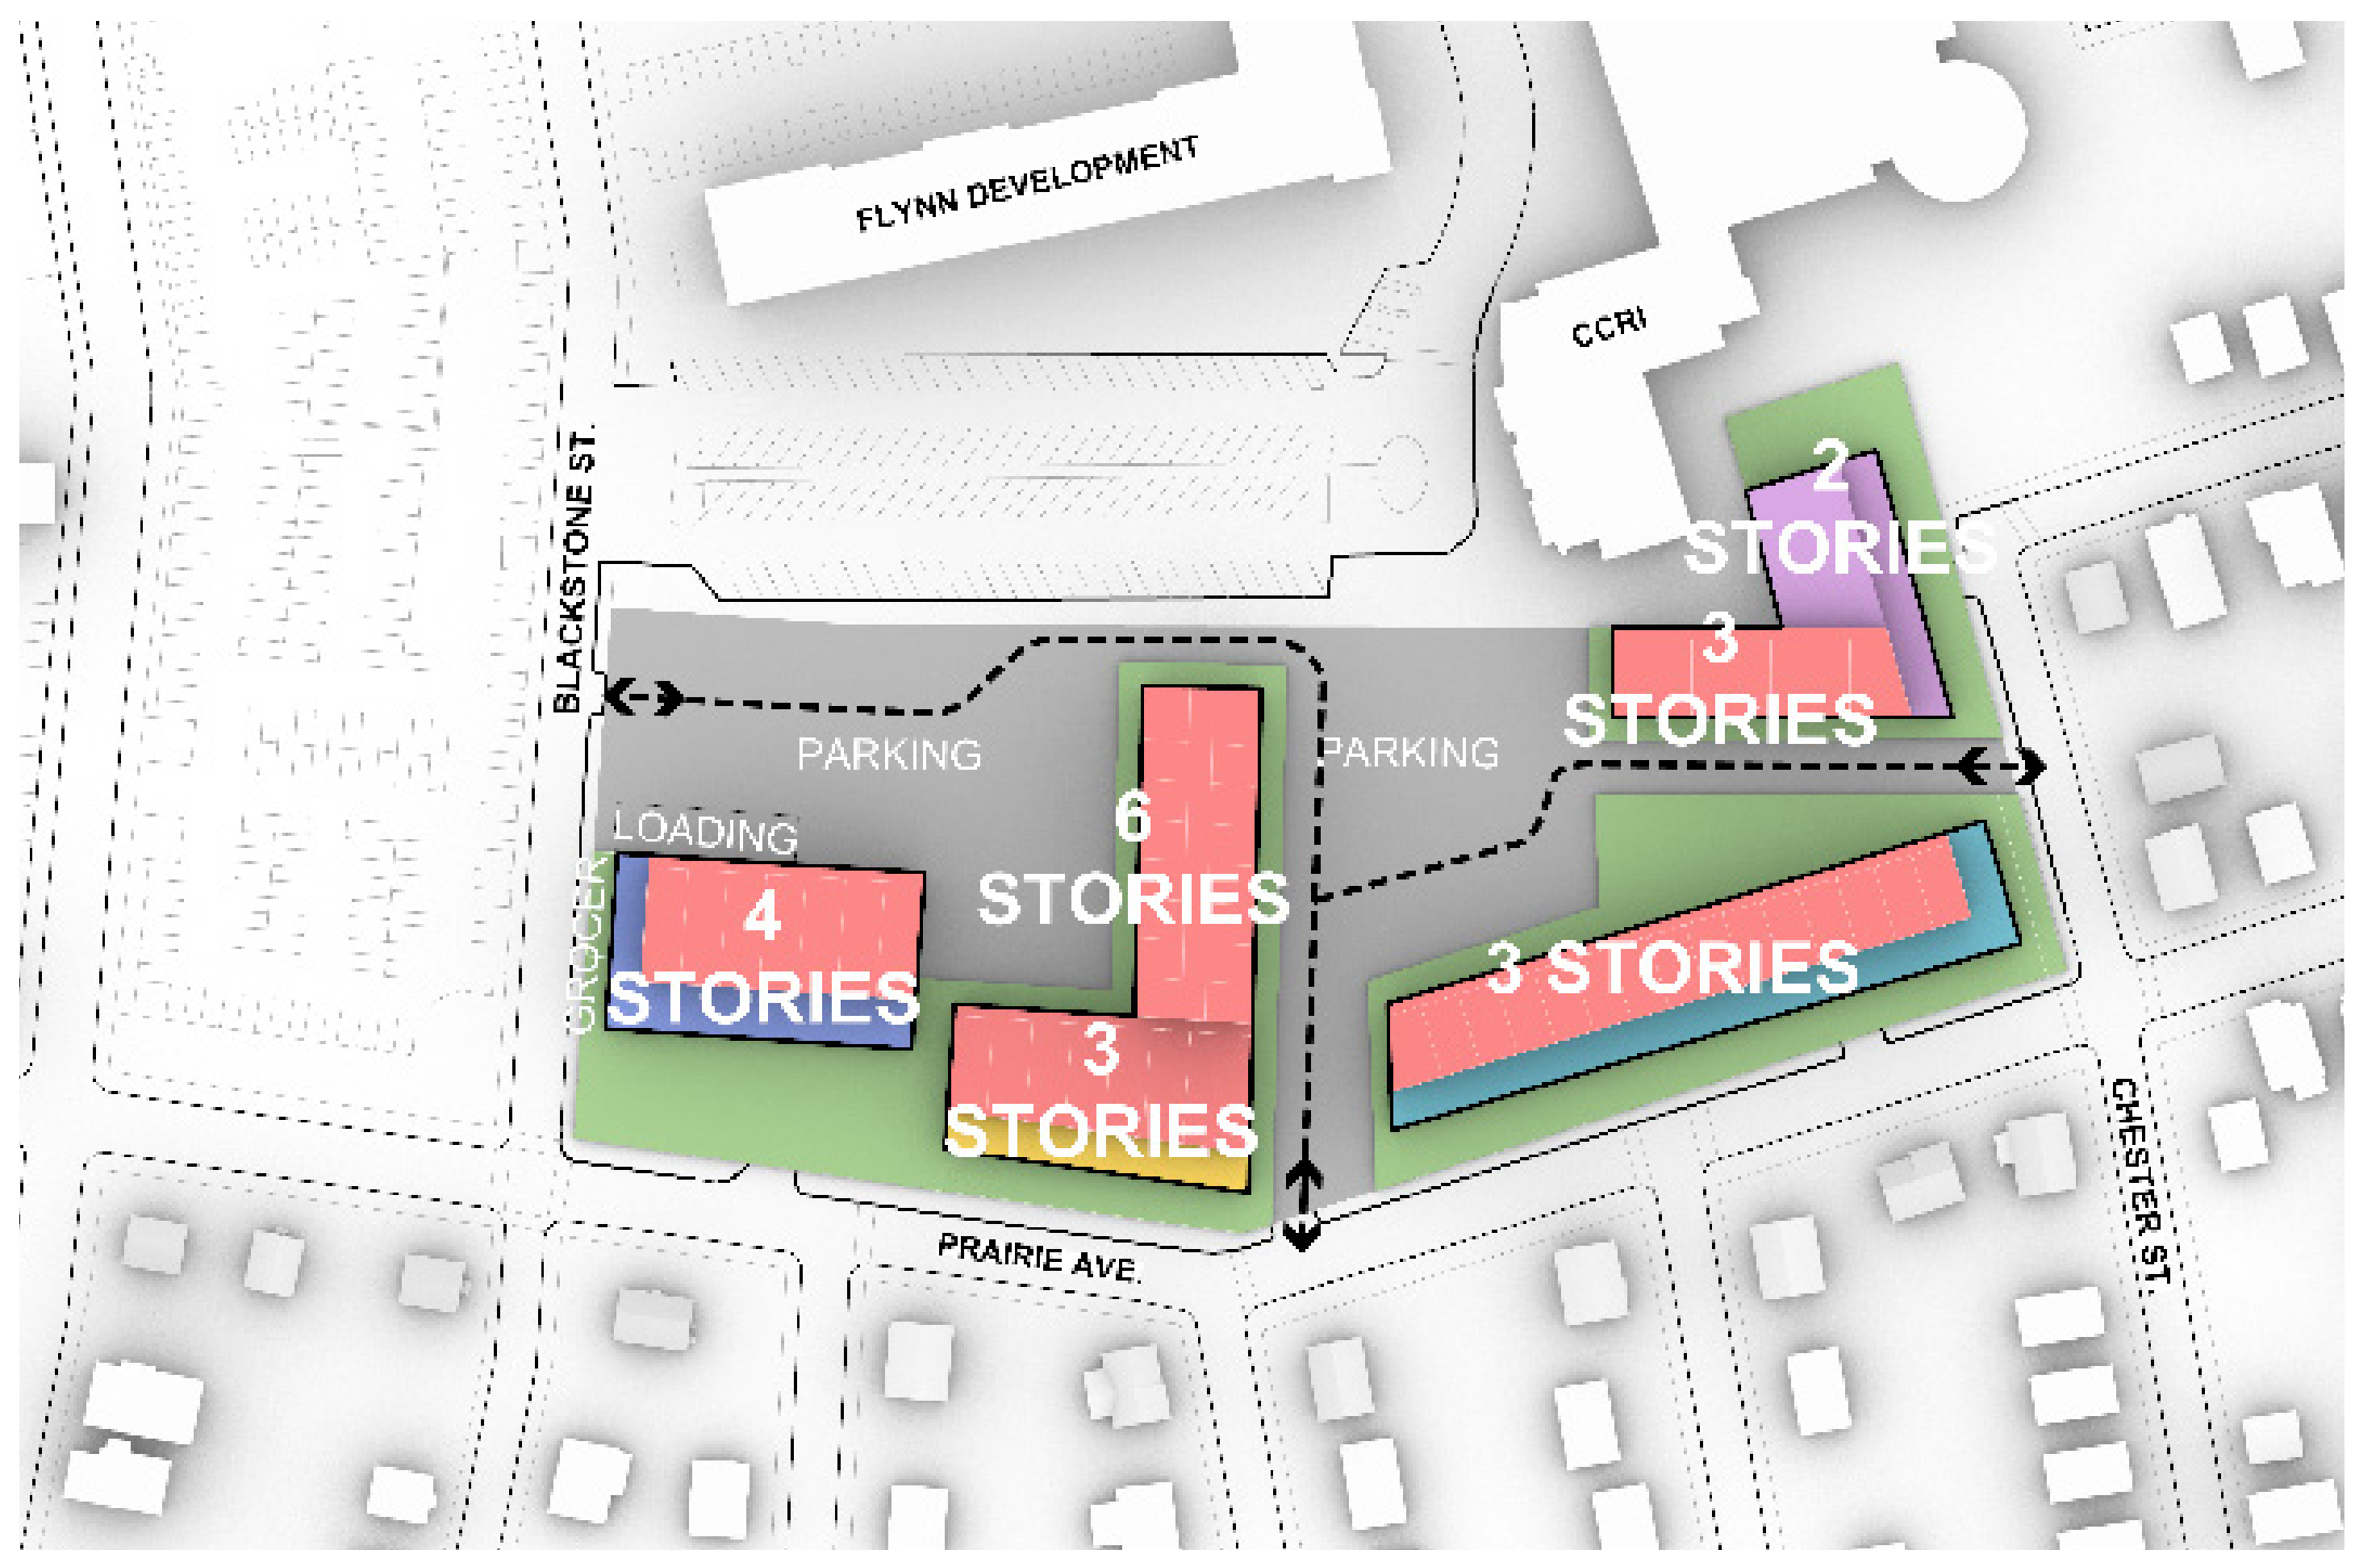 FLYNN DEVELOPMENT
CCRI
BLACKSTONE ST.
2
STORIES
3
STORIES
PARKING
PARKING
LOADING
GROCER
6
STORIES
4
STORIES
3 STORIES
3
STORIES
PRAIRIE AVE.
CHESTER ST.